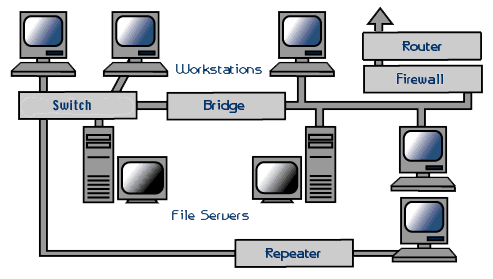 Router
Workstations
Firewall
Switch
Bridge
File Servers
Repeater